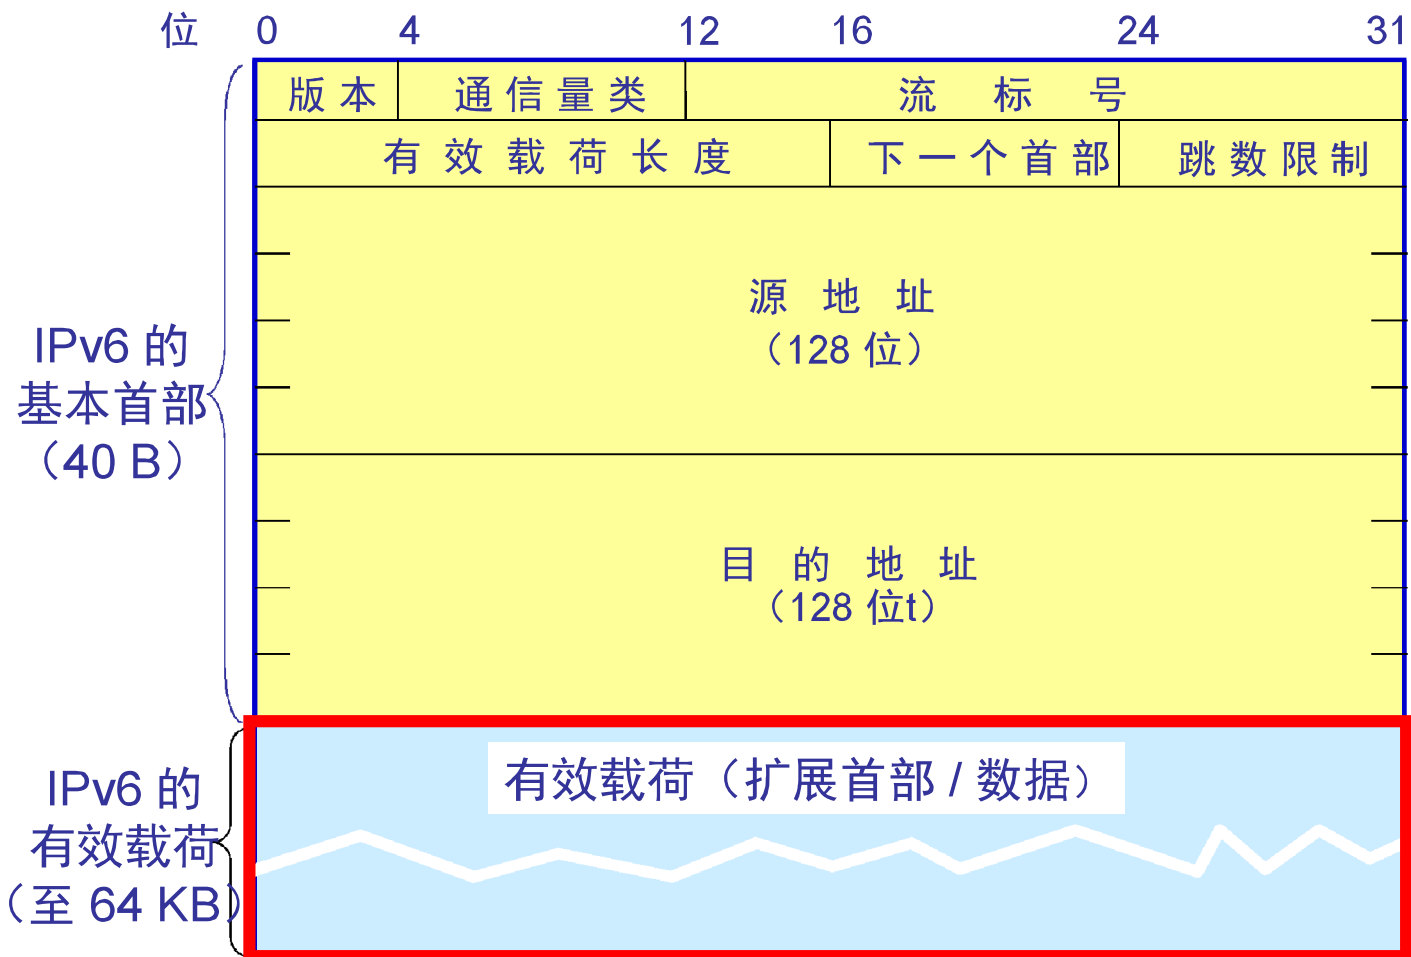 位 0 4 12 16 24 31
版本 通信量类 流标号
有效载荷长度 下一个首部 跳数限制
源地址
（128 位）
IPv6 的
基本首部
（40 B）
目的地址
（128 位t）
有效载荷（扩展首部 / 数据）
IPv6 的
有效载荷
（至 64 KB）